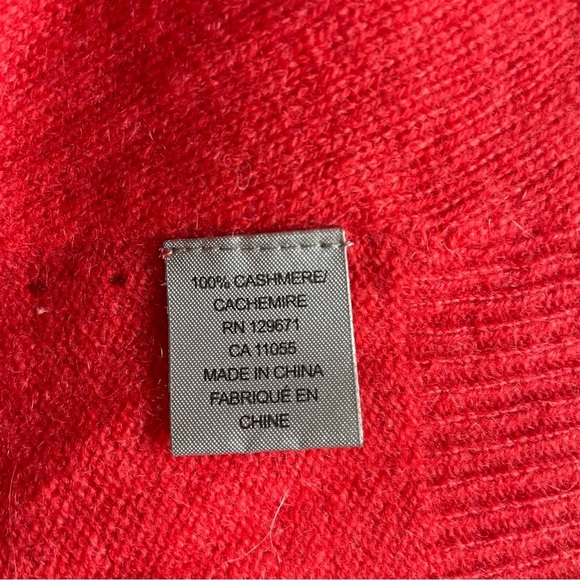 100% CASHMERE/
CACHEMIRE
RN 129671
CA 11055
MADE IN CHINA
FABRIQUÉ EN
CHINE